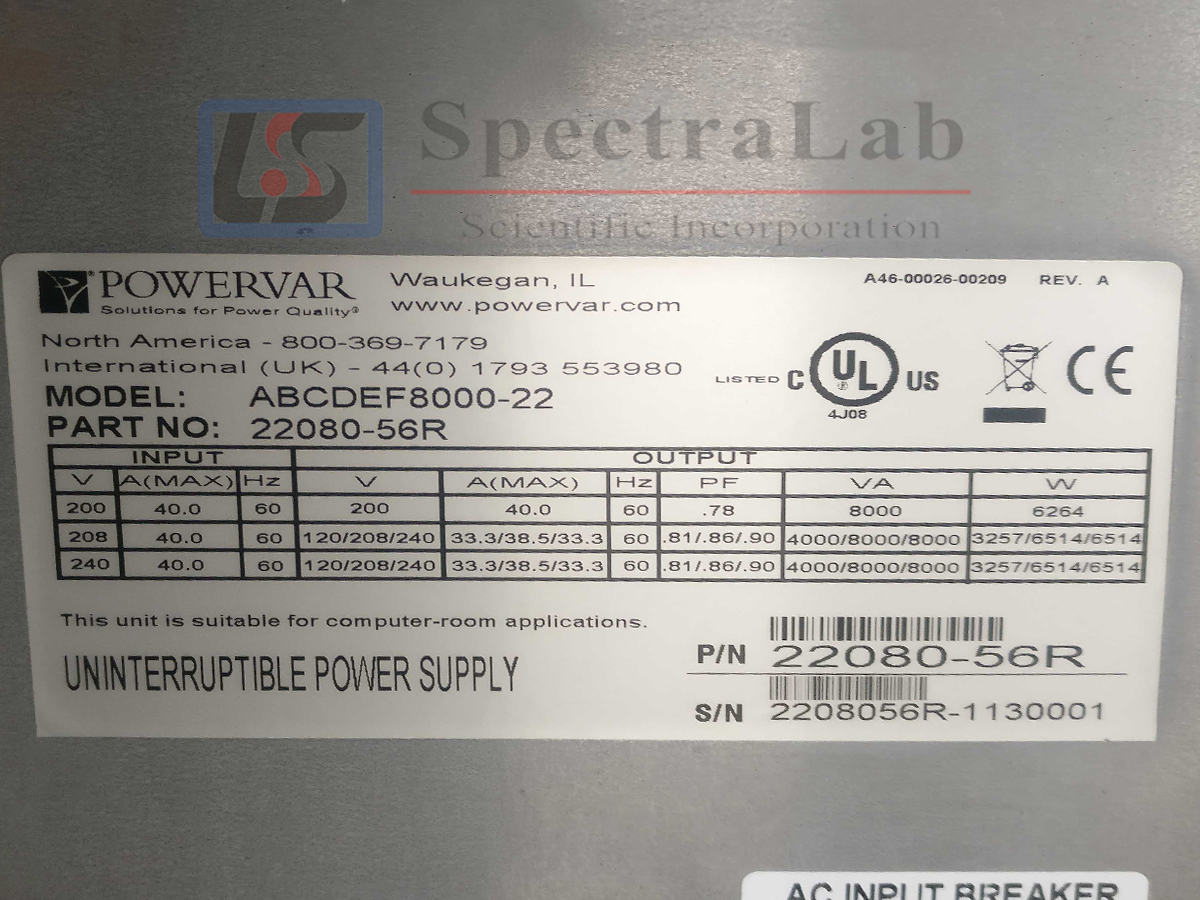 SpectraLab
Scientific Incorporation
POWERVAR® Waukegan, IL A46-00026-00209 REV. A
Solutions for Power Quality® www.powervar.com
North America - 800-369-7179
International (UK) - 44(0) 1793 553980
LISTED C UL® US
4J08
CE
MODEL: ABCDEF8000-22
PART NO: 22080-56R
INPUT OUTPUT
V A(MAX) Hz V A(MAX) Hz PF VA W
200 40.0 60 200 40.0 60 .78 8000 6264
208 40.0 60 120/208/240 33.3/38.5/33.3 60 .81/.86/.90 4000/8000/8000 3257/6514/6514
240 40.0 60 120/208/240 33.3/38.5/33.3 60 .81/.86/.90 4000/8000/8000 3257/6514/6514
This unit is suitable for computer-room applications.
UNINTERRUPTIBLE POWER SUPPLY
P/N 22080-56R
S/N 2208056R-1130001
AC INPUT BREAKER